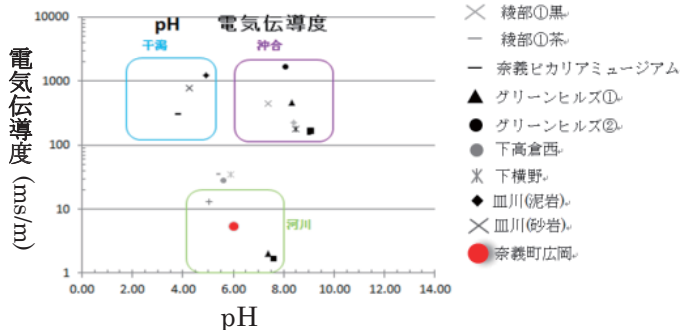 pH 電気伝導度
10000
1000
100
10
1
0.00 2.00 4.00 6.00 8.00 10.00 12.00 14.00
pH
電気伝導度 (ms/m)
干潟
沖合
河川
綾部①黒
綾部①茶
奈義ビカリアミュージアム
グリーンヒルズ①
グリーンヒルズ②
下高倉西
下横野
皿川(泥岩)
皿川(砂岩)
奈義町広岡